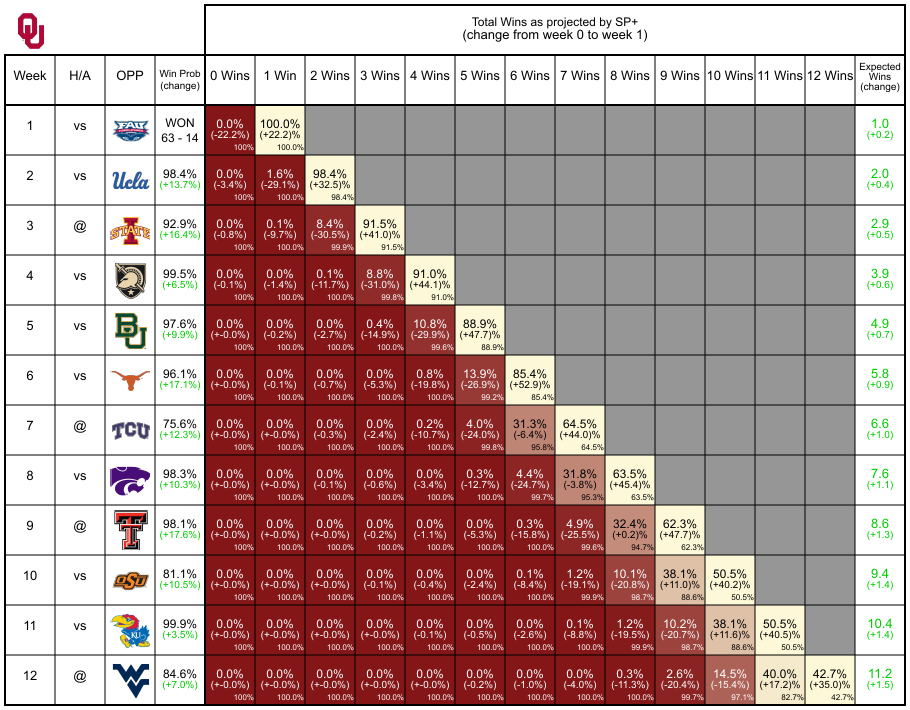 OU
Total Wins as projected by SP+
(change from week 0 to week 1)
Week H/A OPP Win Prob (change) 0 Wins 1 Win 2 Wins 3 Wins 4 Wins 5 Wins 6 Wins 7 Wins 8 Wins 9 Wins 10 Wins 11 Wins 12 Wins Expected Wins (change)
1 vs FAU WON 0.0% 100.0% 1.0
63 - 14 (-22.2%) (+22.2)% (+0.2)
100% 100.0%
2 vs Ucla 98.4% 0.0% 1.6% 98.4% 2.0
(+13.7%) (-3.4%) (-29.1%) (+32.5)% (+0.4)
100% 100.0% 98.4%
3 @ STATE 92.9% 0.0% 0.1% 8.4% 91.5% 2.9
(+16.4%) (-0.8%) (-9.7%) (-30.5%) (+41.0)% (+0.5)
100% 100.0% 99.9% 91.5%
4 vs 99.5% 0.0% 0.0% 0.1% 8.8% 91.0% 3.9
(+6.5%) (-0.1%) (-1.4%) (-11.7%) (-31.0%) (+44.1)% (+0.6)
100% 100.0% 100.0% 99.8% 91.0%
5 vs BU 97.6% 0.0% 0.0% 0.0% 0.4% 10.8% 88.9% 4.9
(+9.9%) (+-0.0%) (-0.2%) (-2.7%) (-14.9%) (-29.9%) (+47.7)% (+0.7)
100% 100.0% 100.0% 100.0% 99.6% 88.9%
6 vs 96.1% 0.0% 0.0% 0.0% 0.0% 0.8% 13.9% 85.4% 5.8
(+17.1%) (+-0.0%) (-0.1%) (-0.7%) (-5.3%) (-19.8%) (-26.9%) (+52.9)% (+0.9)
100% 100.0% 100.0% 100.0% 100.0% 99.2% 85.4%
7 @ TCU 75.6% 0.0% 0.0% 0.0% 0.0% 0.2% 4.0% 31.3% 64.5% 6.6
(+12.3%) (+-0.0%) (+-0.0%) (-0.3%) (-2.4%) (-10.7%) (-24.0%) (-6.4%) (+44.0)% (+1.0)
100% 100.0% 100.0% 100.0% 100.0% 99.8% 95.8% 64.5%
8 vs 98.3% 0.0% 0.0% 0.0% 0.0% 0.0% 0.3% 4.4% 31.8% 63.5% 7.6
(+10.3%) (+-0.0%) (+-0.0%) (-0.1%) (-0.6%) (-3.4%) (-12.7%) (-24.7%) (-3.8%) (+45.4)% (+1.1)
100% 100.0% 100.0% 100.0% 100.0% 100.0% 99.7% 95.3% 63.5%
9 @ T 98.1% 0.0% 0.0% 0.0% 0.0% 0.0% 0.0% 0.3% 4.9% 32.4% 62.3% 8.6
(+17.6%) (+-0.0%) (+-0.0%) (+-0.0%) (-0.2%) (-1.1%) (-5.3%) (-15.8%) (-25.5%) (+0.2)% (+47.7)% (+1.3)
100% 100.0% 100.0% 100.0% 100.0% 100.0% 100.0% 99.6% 94.7% 62.3%
10 vs OSU 81.1% 0.0% 0.0% 0.0% 0.0% 0.0% 0.0% 0.1% 1.2% 10.1% 38.1% 50.5% 9.4
(+10.5%) (+-0.0%) (+-0.0%) (+-0.0%) (-0.1%) (-0.4%) (-2.4%) (-8.4%) (-19.1%) (-20.8%) (+11.0)% (+40.2)% (+1.4)
100% 100.0% 100.0% 100.0% 100.0% 100.0% 100.0% 99.9% 98.7% 88.6% 50.5%
11 vs KU 99.9% 0.0% 0.0% 0.0% 0.0% 0.0% 0.0% 0.0% 0.1% 1.2% 10.2% 38.1% 50.5% 10.4
(+3.5%) (+-0.0%) (+-0.0%) (+-0.0%) (+-0.0%) (-0.1%) (-0.5%) (-2.6%) (-8.8%) (-19.5%) (-20.7%) (+11.6)% (+40.5)% (+1.4)
100% 100.0% 100.0% 100.0% 100.0% 100.0% 100.0% 100.0% 99.9% 98.7% 88.6% 50.5%
12 @ WV 84.6% 0.0% 0.0% 0.0% 0.0% 0.0% 0.0% 0.0% 0.0% 0.3% 2.6% 14.5% 40.0% 42.7% 11.2
(+7.0%) (+-0.0%) (+-0.0%) (+-0.0%) (+-0.0%) (+-0.0%) (-0.2%) (-1.0%) (-4.0%) (-11.3%) (-20.4%) (-15.4%) (+17.2)% (+35.0)% (+1.5)
100% 100.0% 100.0% 100.0% 100.0% 100.0% 100.0% 100.0% 100.0% 99.7% 97.1% 82.7% 42.7%